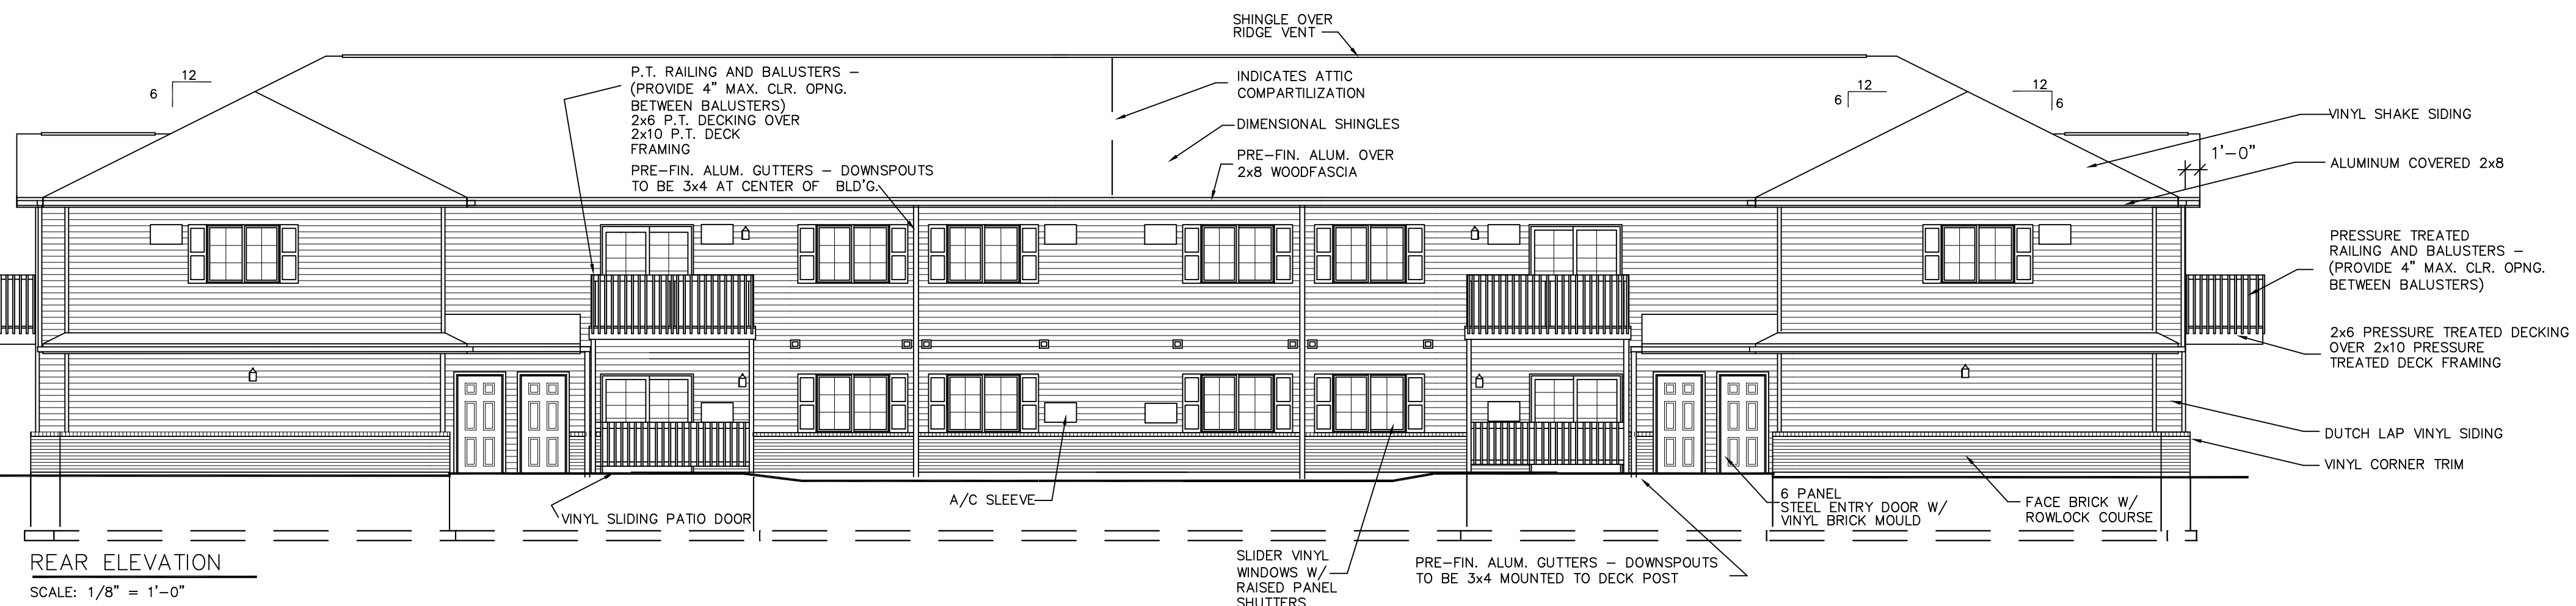 SHINGLE OVER
RIDGE VENT
12
6
P.T. RAILING AND BALUSTERS –
(PROVIDE 4" MAX. CLR. OPNG.
BETWEEN BALUSTERS)
2x6 P.T. DECKING OVER
2x10 P.T. DECK
FRAMING
PRE–FIN. ALUM. GUTTERS – DOWNSPOUTS
TO BE 3x4 AT CENTER OF BLD'G.
INDICATES ATTIC
COMPARTILIZATION
DIMENSIONAL SHINGLES
PRE–FIN. ALUM. OVER
2x8 WOODFASCIA
12
6
12
6
VINYL SHAKE SIDING
1'-0"
ALUMINUM COVERED 2x8
PRESSURE TREATED
RAILING AND BALUSTERS –
(PROVIDE 4" MAX. CLR. OPNG.
BETWEEN BALUSTERS)
2x6 PRESSURE TREATED DECKING
OVER 2x10 PRESSURE
TREATED DECK FRAMING
DUTCH LAP VINYL SIDING
VINYL CORNER TRIM
VINYL SLIDING PATIO DOOR
A/C SLEEVE
6 PANEL
STEEL ENTRY DOOR W/
VINYL BRICK MOULD
FACE BRICK W/
ROWLOCK COURSE
SLIDER VINYL
WINDOWS W/
RAISED PANEL
SHUTTERS
PRE–FIN. ALUM. GUTTERS – DOWNSPOUTS
TO BE 3x4 MOUNTED TO DECK POST
REAR ELEVATION
SCALE: 1/8" = 1'-0"